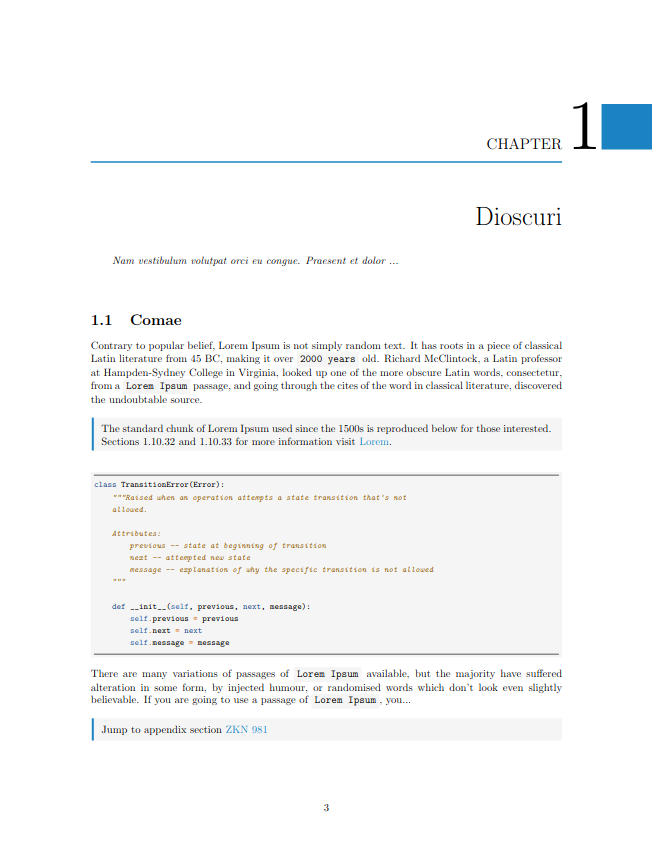 CHAPTER 1
Dioscuri
Nam vestibulum volutpat orci eu congue. Praesent et dolor ...
1.1 Comae
Contrary to popular belief, Lorem Ipsum is not simply random text. It has roots in a piece of classical
Latin literature from 45 BC, making it over 2000 years old. Richard McClintock, a Latin professor
at Hampden-Sydney College in Virginia, looked up one of the more obscure Latin words, consectetur,
from a Lorem Ipsum passage, and going through the cites of the word in classical literature, discovered
the undoubtable source.
The standard chunk of Lorem Ipsum used since the 1500s is reproduced below for those interested.
Sections 1.10.32 and 1.10.33 for more information visit Lorem.
class TransitionError(Error):
    """Raised when an operation attempts a state transition that's not
    allowed.

    Attributes:
        previous -- state at beginning of transition
        next -- attempted new state
        message -- explanation of why the specific transition is not allowed
    """

    def __init__(self, previous, next, message):
        self.previous = previous
        self.next = next
        self.message = message
There are many variations of passages of Lorem Ipsum available, but the majority have suffered
alteration in some form, by injected humour, or randomised words which don't look even slightly
believable. If you are going to use a passage of Lorem Ipsum , you...
Jump to appendix section ZKN 981
3